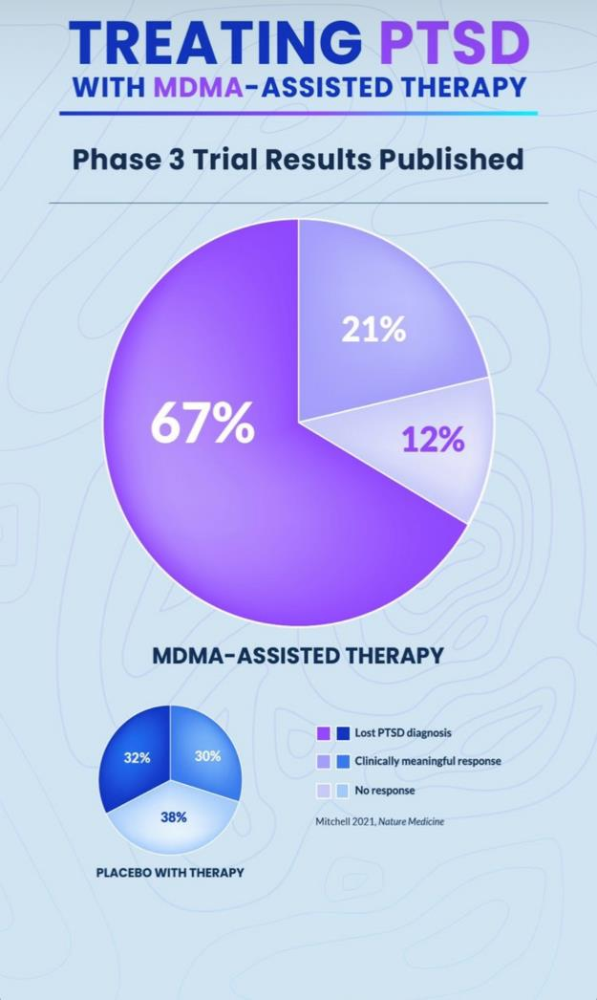 TREATING PTSD
WITH MDMA-ASSISTED THERAPY
Phase 3 Trial Results Published
21%
67%
12%
MDMA-ASSISTED THERAPY
32%
30%
38%
PLACEBO WITH THERAPY
Lost PTSD diagnosis
Clinically meaningful response
No response
Mitchell 2021, Nature Medicine